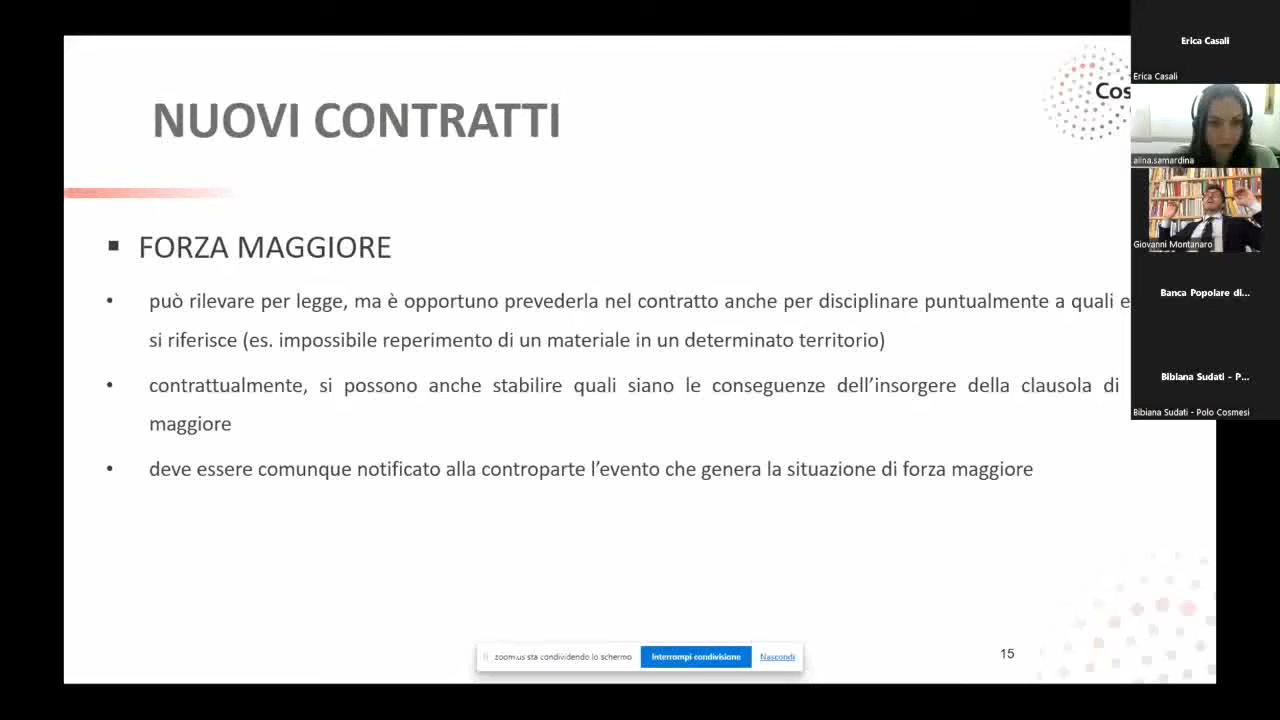 NUOVI CONTRATTI
Cos
FORZA MAGGIORE
può rilevare per legge, ma è opportuno prevederla nel contratto anche per disciplinare puntualmente a quali e
si riferisce (es. impossibile reperimento di un materiale in un determinato territorio)
contrattualmente, si possono anche stabilire quali siano le conseguenze dell’insorgere della clausola di
maggiore
deve essere comunque notificato alla controparte l’evento che genera la situazione di forza maggiore
zoom.us sta condividendo lo schermo Interrompi condivisione Nascondi
15
Erica Casali
Erica Casali
alina.samardina
Giovanni Montanaro
Banca Popolare di...
Bibiana Sudati - P...
Bibiana Sudati - Polo Cosmesi